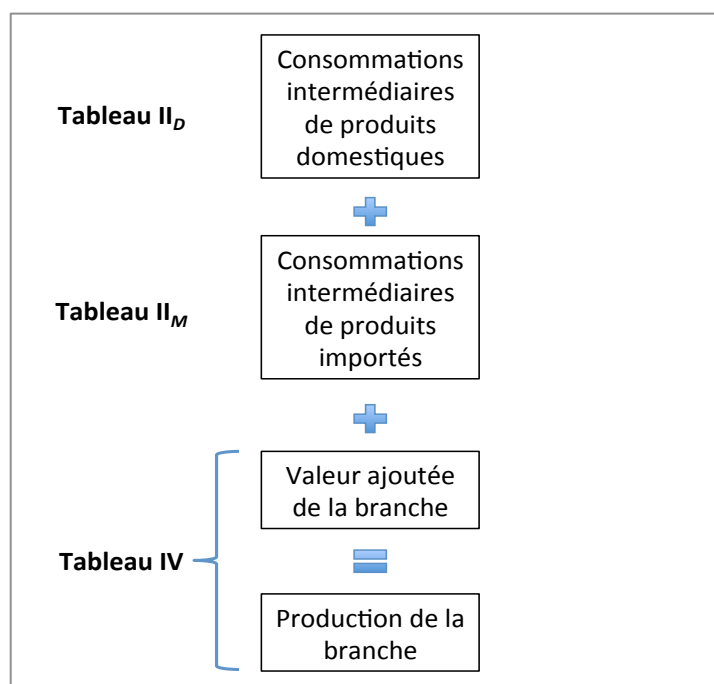 Consommations
intermédiaires
de produits
domestiques
Tableau II_D
Consommations
intermédiaires
de produits
importés
Tableau II_M
Valeur ajoutée
de la branche
Tableau IV
Production de la
branche